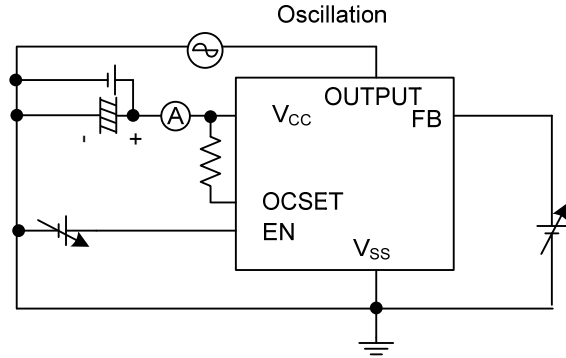 Oscillation
OUTPUT
VCC
FB
A
- +
OCSET
EN
VSS